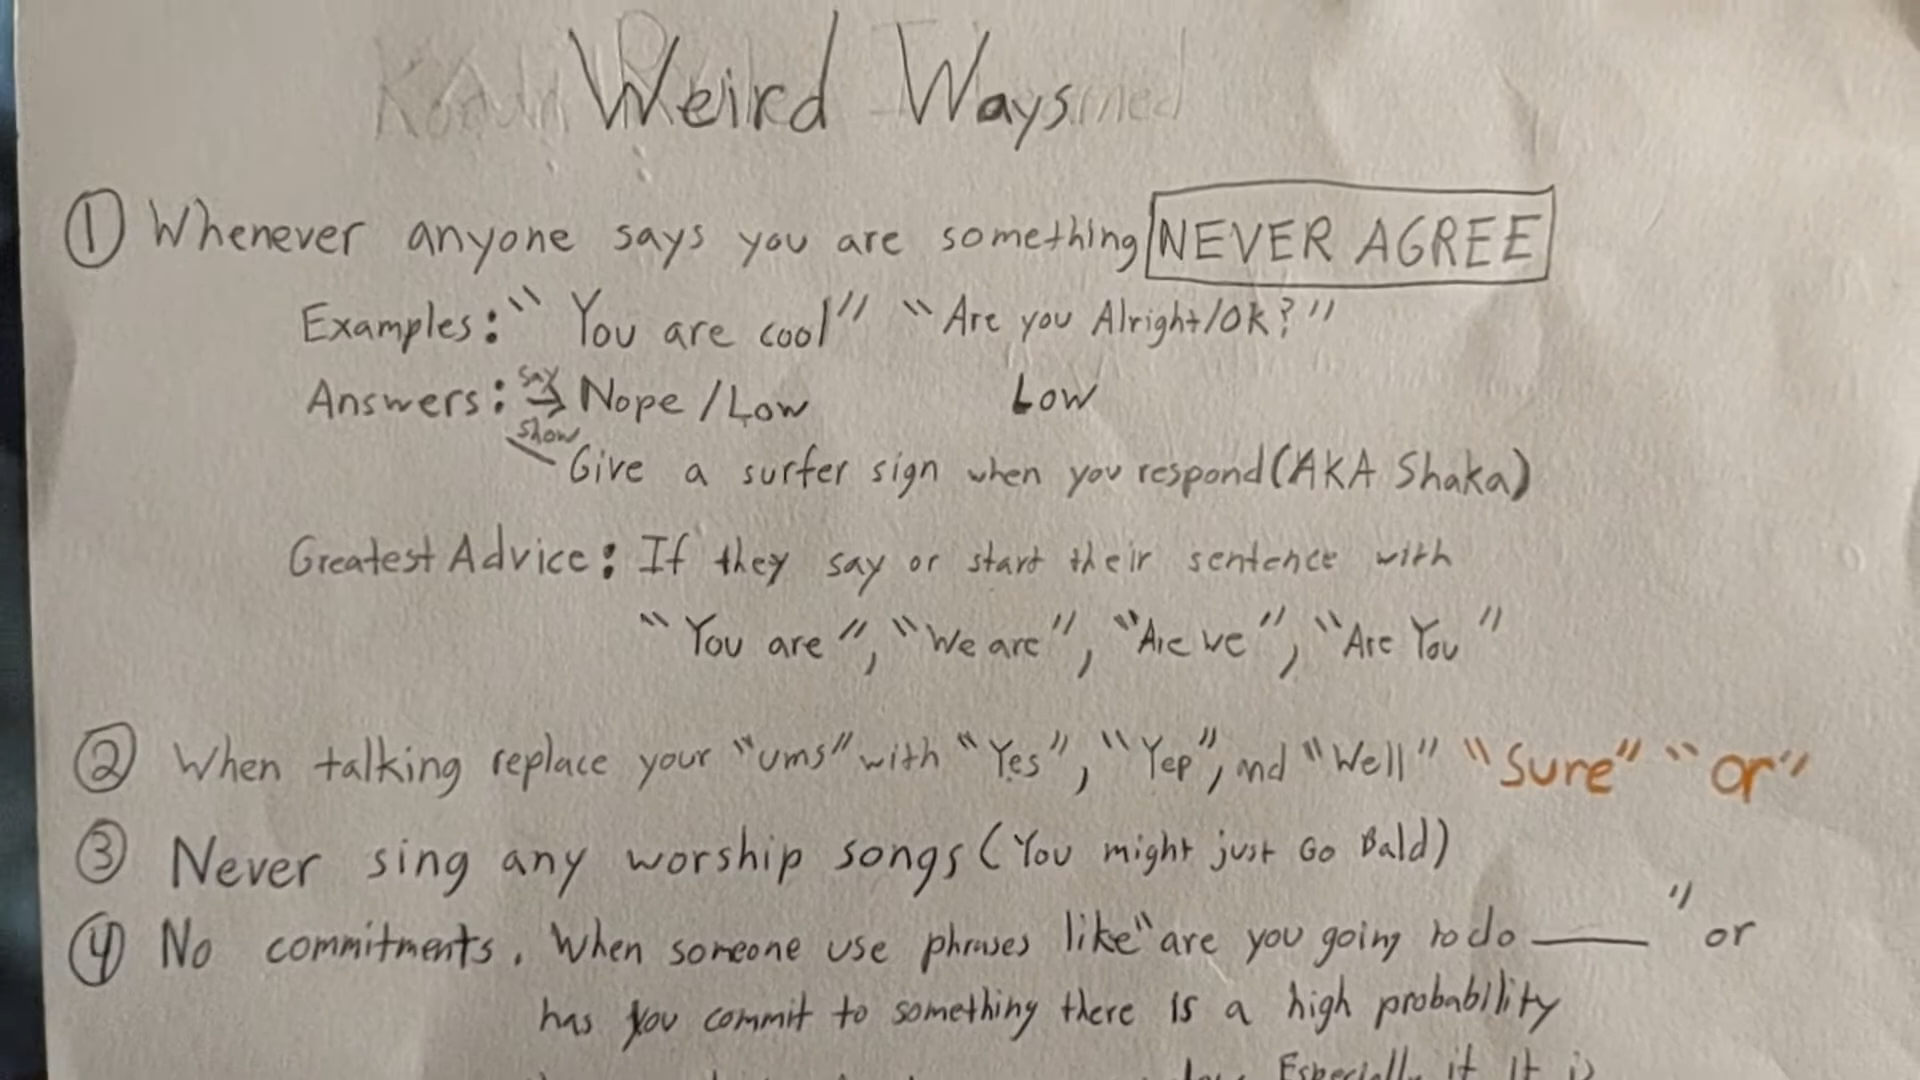 Weird Ways
① Whenever anyone says you are something NEVER AGREE
Examples: "You are cool" "Are you Alright/Ok?"
say
Answers: → Nope / Low Low
show
Give a surfer sign when you respond (AKA Shaka)
Greatest Advice: If they say or start their sentence with
"You are", "We are", "Are we", "Are You"
② When talking replace your "ums" with "Yes", "Yep", and "Well" "Sure" "or"
③ Never sing any worship songs (You might just Go Bald)
④ No commitments. When someone use phrases like "are you going to do ____" or
has you commit to something there is a high probability
Especially if It is